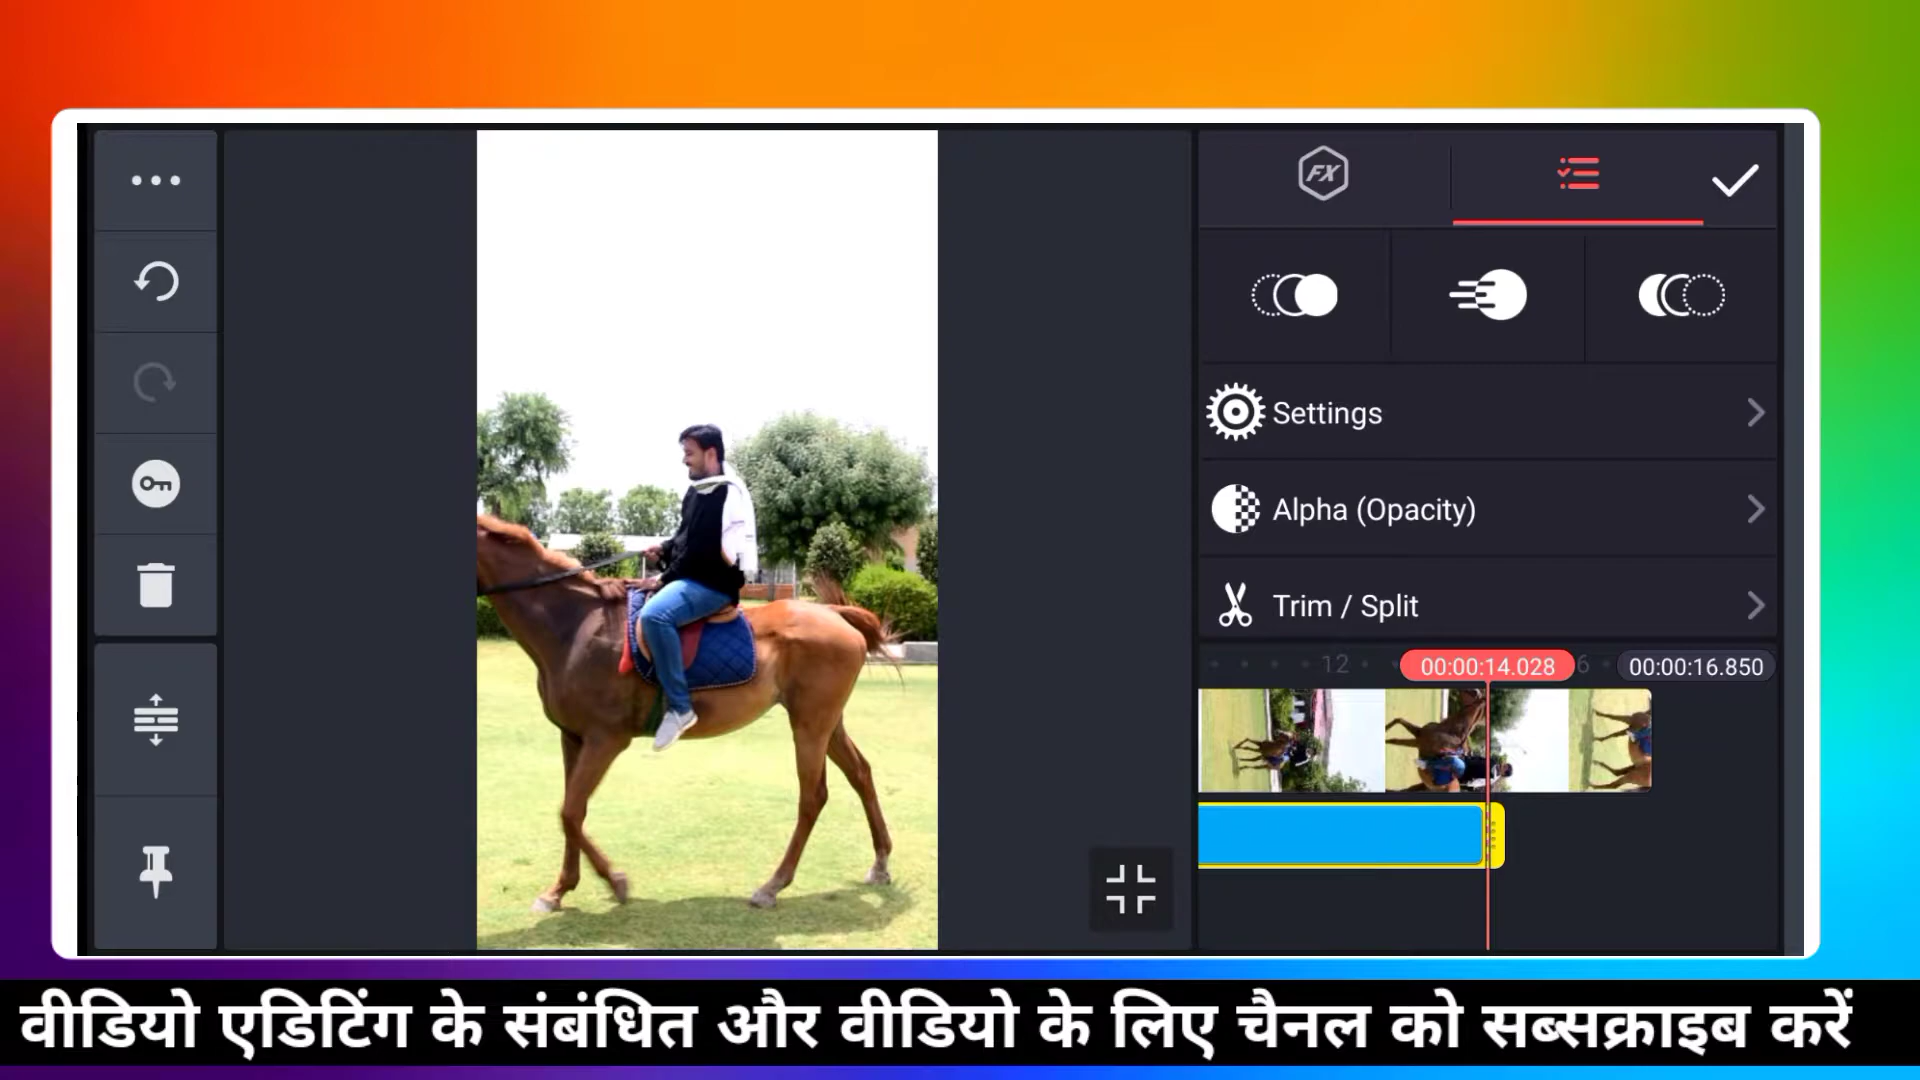 FX
Settings
Alpha (Opacity)
Trim / Split
12 00:00:14.028 6 00:00:16.850
वीडियो एडिटिंग के संबंधित और वीडियो के लिए चैनल को सब्सक्राइब करें